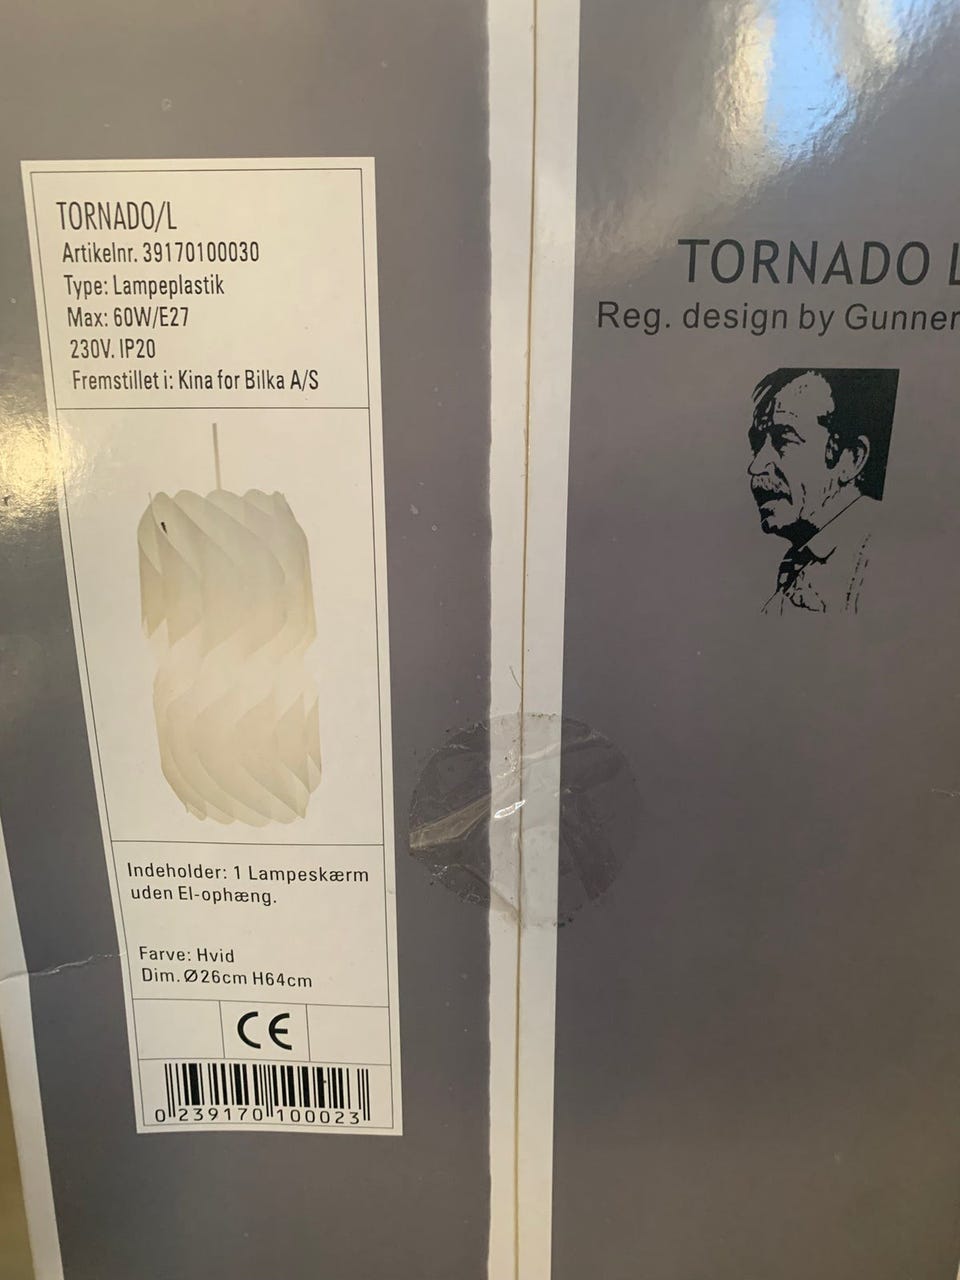 TORNADO/L
Artikelnr. 39170100030
Type: Lampeplastik
Max: 60W/E27
230V. IP20
Fremstillet i: Kina for Bilka A/S
Indeholder: 1 Lampeskærm
uden El-ophæng.
Farve: Hvid
Dim. Ø26cm H64cm
CE
0 239170 100023
TORNADO L
Reg. design by Gunner